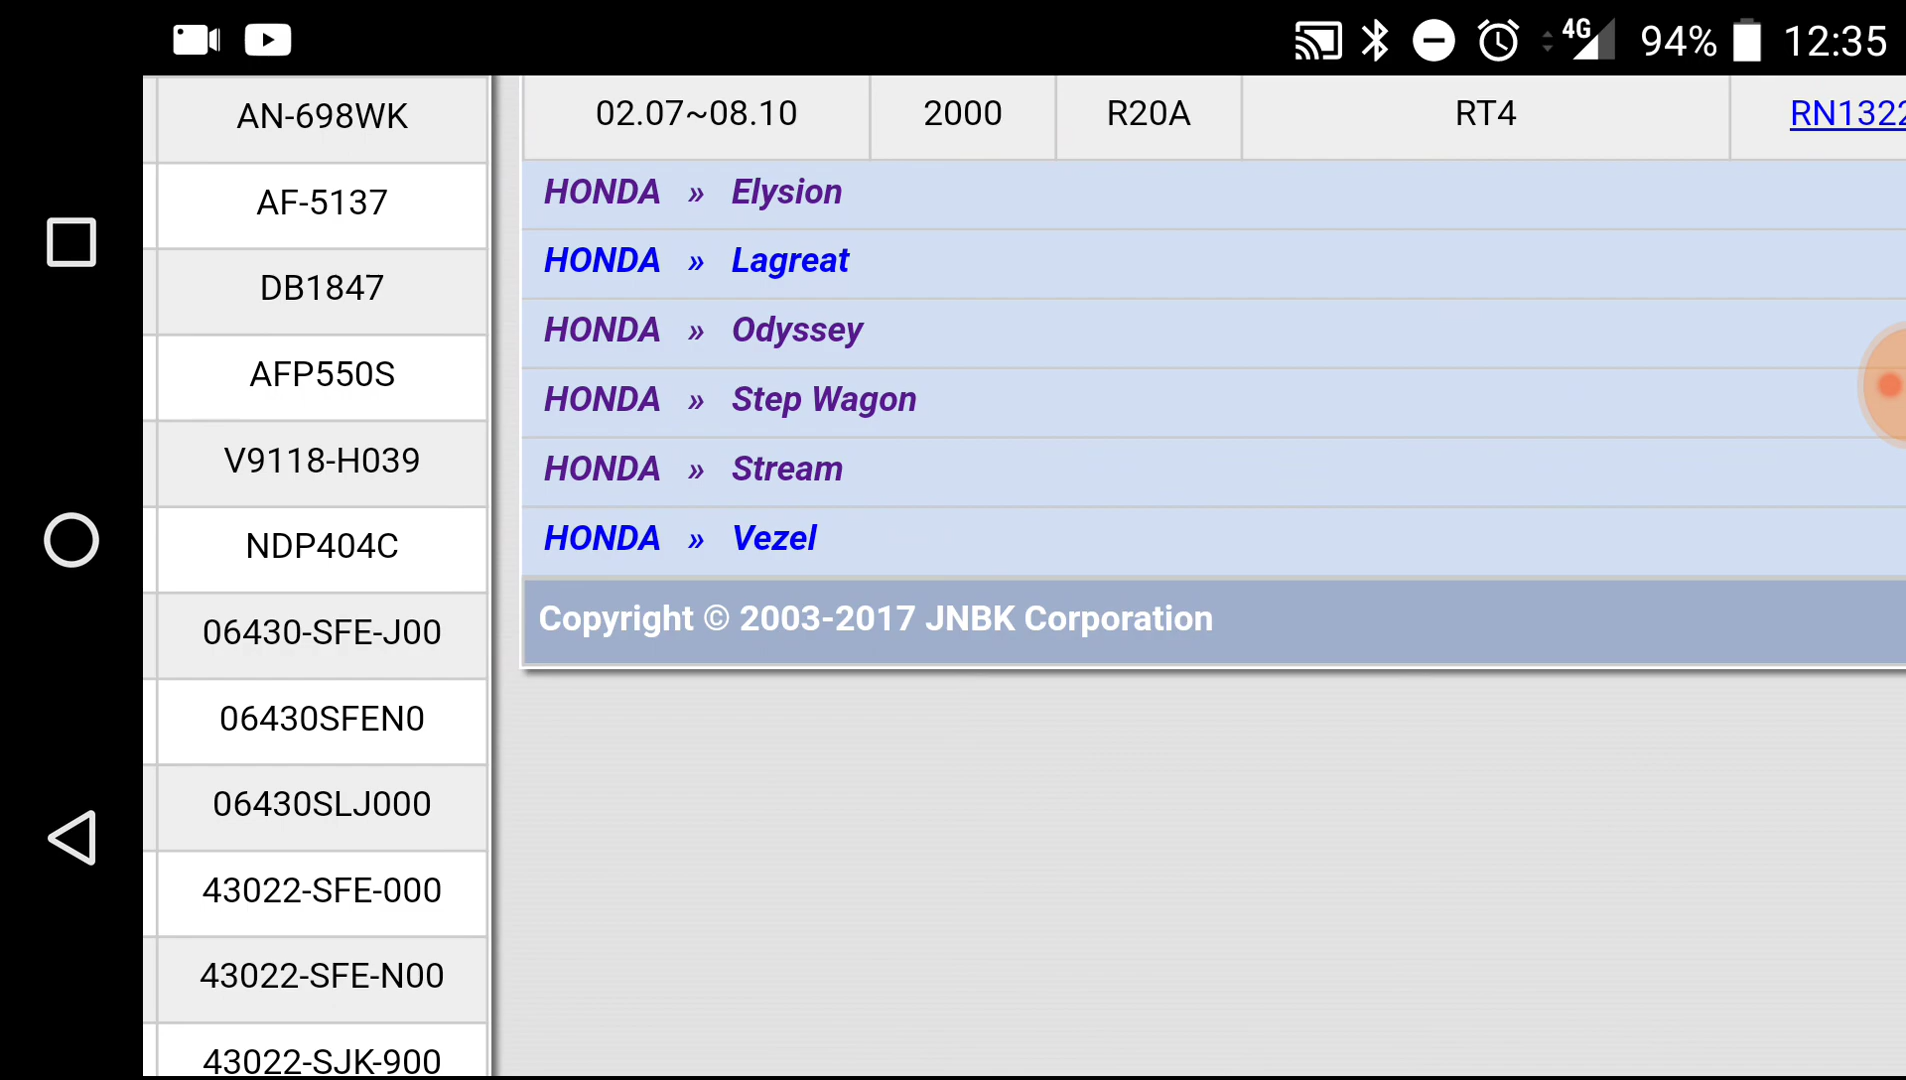 4G 94% 12:35
AN-698WK
AF-5137
DB1847
AFP550S
V9118-H039
NDP404C
06430-SFE-J00
06430SFEN0
06430SLJ000
43022-SFE-000
43022-SFE-N00
43022-SJK-900
02.07~08.10 2000 R20A RT4 RN1322
HONDA » Elysion
HONDA » Lagreat
HONDA » Odyssey
HONDA » Step Wagon
HONDA » Stream
HONDA » Vezel
Copyright © 2003-2017 JNBK Corporation